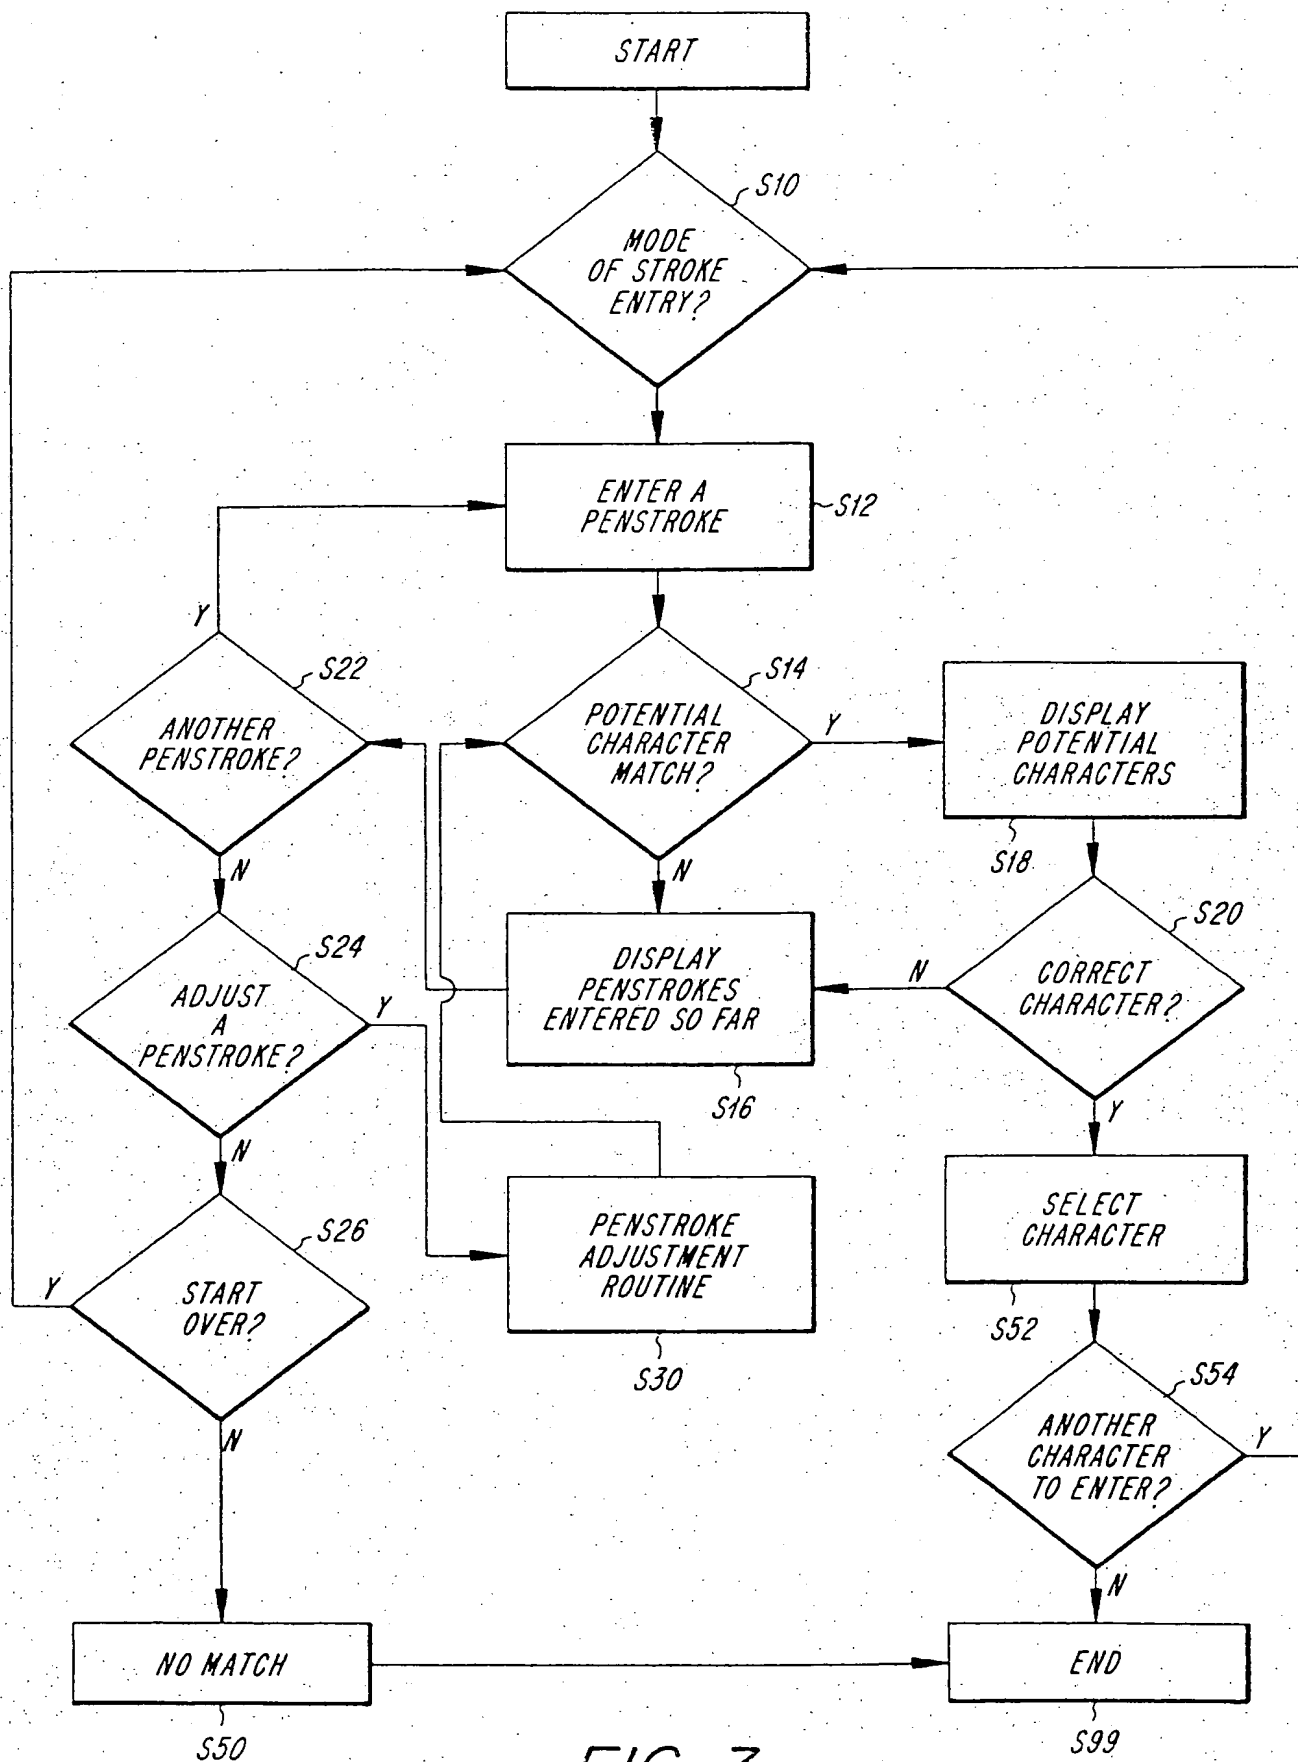 START
S10
MODE
OF STROKE
ENTRY?
ENTER A
PENSTROKE
S12
Y
S22
ANOTHER
PENSTROKE?
N
S14
POTENTIAL
CHARACTER
MATCH?
Y
N
DISPLAY
POTENTIAL
CHARACTERS
S18
S20
CORRECT
CHARACTER?
N
Y
S24
ADJUST
A
PENSTROKE?
Y
N
DISPLAY
PENSTROKES
ENTERED SO FAR
S16
S26
START
OVER?
Y
N
PENSTROKE
ADJUSTMENT
ROUTINE
S30
SELECT
CHARACTER
S52
S54
ANOTHER
CHARACTER
TO ENTER?
Y
N
NO MATCH
S50
END
S99